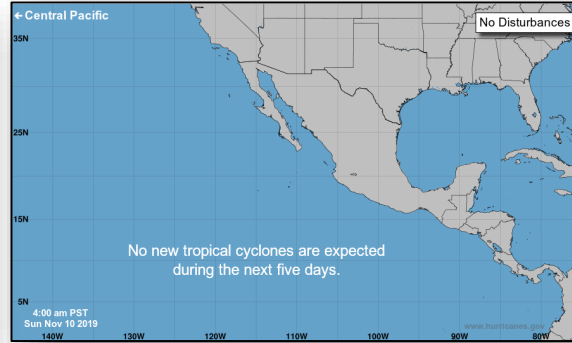 ←Central Pacific
No Disturbances
35N
25N
15N
No new tropical cyclones are expected
during the next five days.
5N
4:00 am PST
Sun Nov 10 2019
www.hurricanes.gov
140W 130W 120W 110W 100W 90W 80W